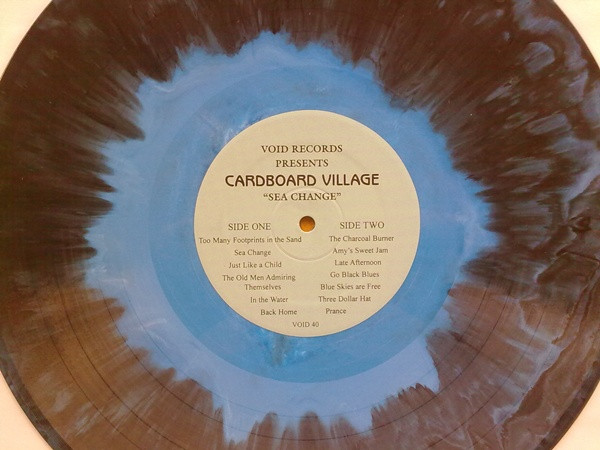 VOID RECORDS
PRESENTS
CARDBOARD VILLAGE
"SEA CHANGE"
SIDE ONE
Too Many Footprints in the Sand
Sea Change
Just Like a Child
The Old Men Admiring
Themselves
In the Water
Back Home
SIDE TWO
The Charcoal Burner
Amy's Sweet Jam
Late Afternoon
Go Black Blues
Blue Skies are Free
Three Dollar Hat
Prance
VOID 40